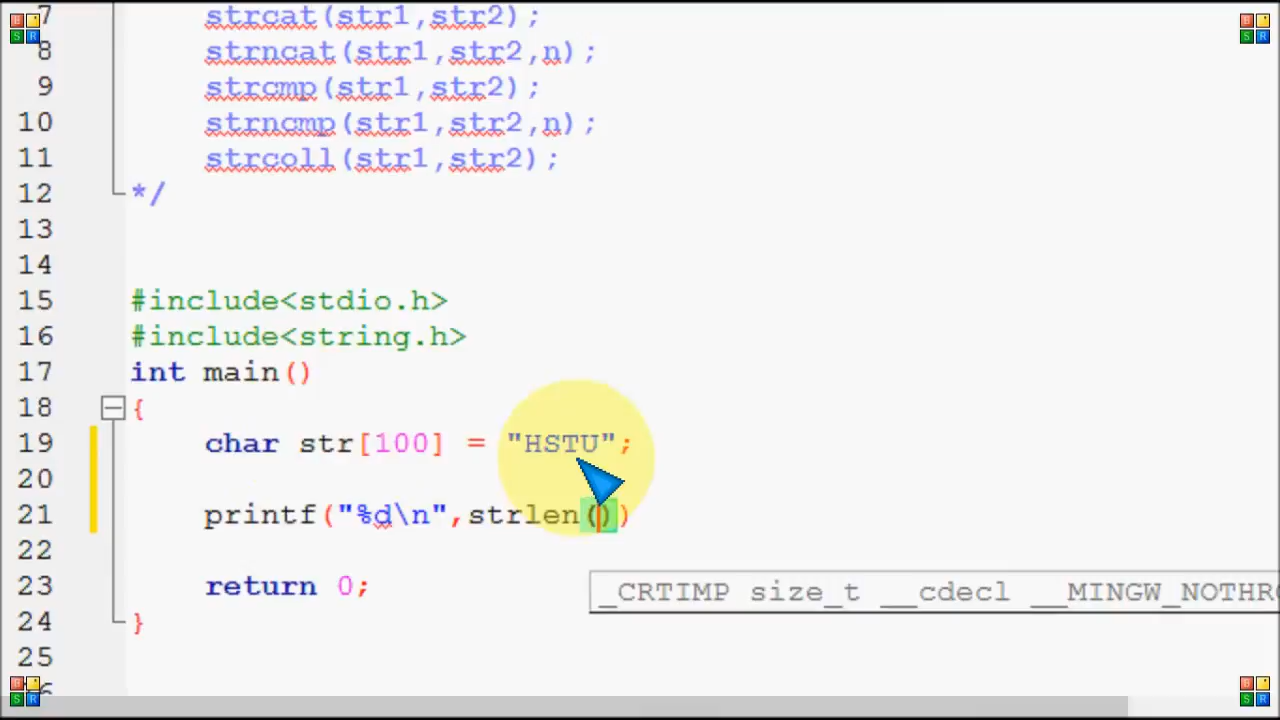 7 strcat(str1,str2);
8 strncat(str1,str2,n);
9 strcmp(str1,str2);
10 strncmp(str1,str2,n);
11 strcoll(str1,str2);
12 */
13
14
15 #include<stdio.h>
16 #include<string.h>
17 int main()
18 {
19 char str[100] = "HSTU";
20
21 printf("%d\n",strlen())
22
23 return 0;
_CRTIMP size_t __cdecl __MINGW_NOTHRO
24 }
25
B
S R
B
S R
B
S R
B
S R